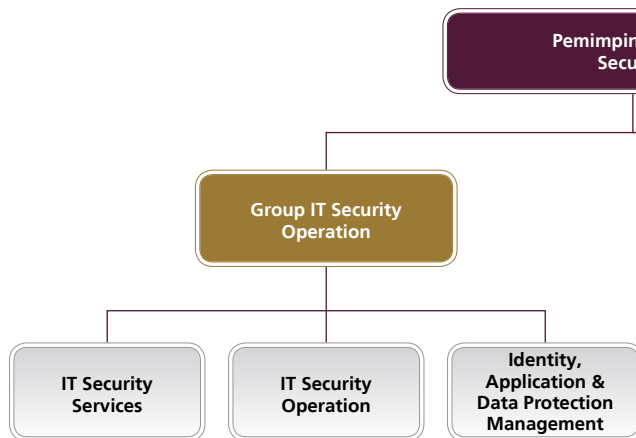 Pemimpin
Secu
Group IT Security
Operation
IT Security
Services
IT Security
Operation
Identity,
Application &
Data Protection
Management